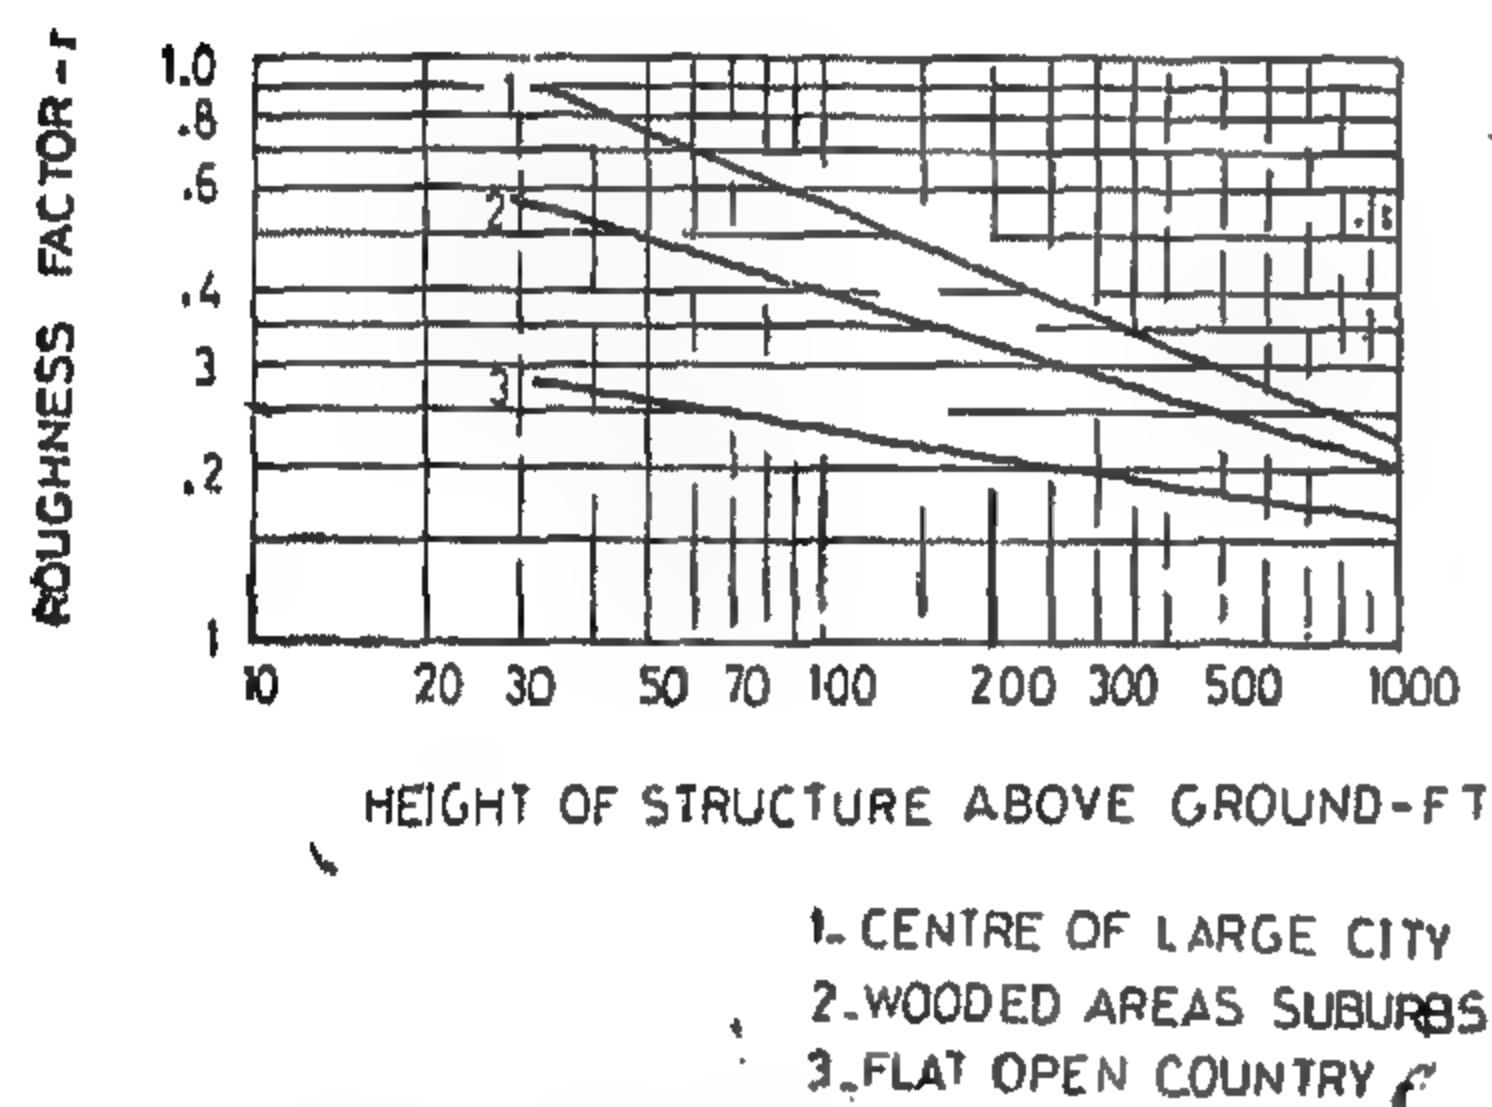 ROUGHNESS FACTOR-r
1.0
.8
.6
.4
3
.2
1
1
2
3
10 20 30 50 70 100 200 300 500 1000
HEIGHT OF STRUCTURE ABOVE GROUND-FT
1- CENTRE OF LARGE CITY
2-WOODED AREAS SUBURBS
3-FLAT OPEN COUNTRY